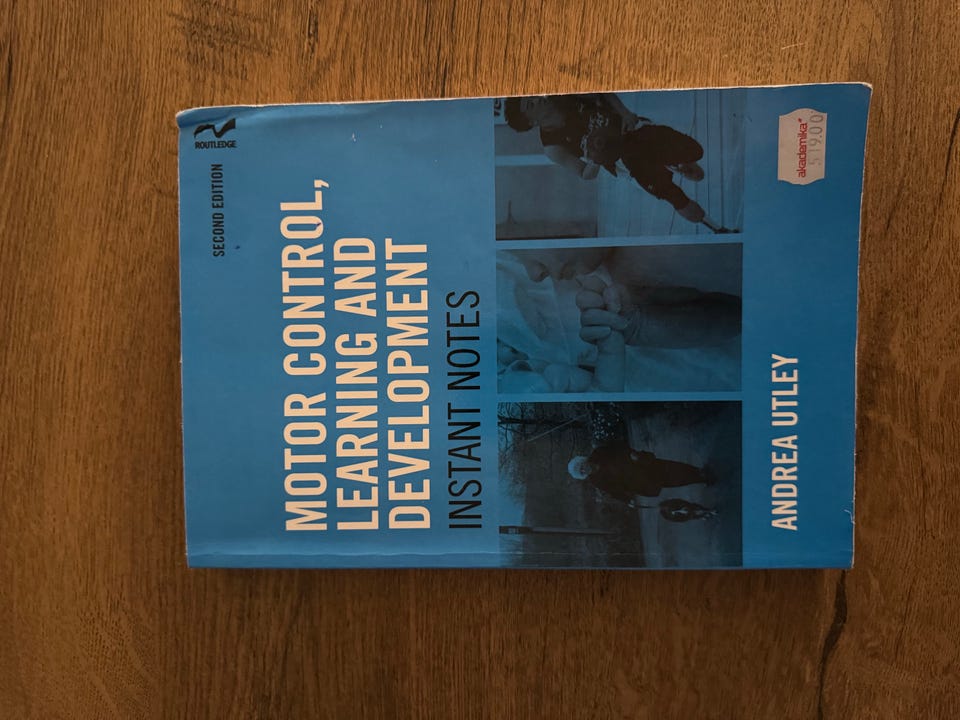 ROUTLEDGE
SECOND EDITION
MOTOR CONTROL,
LEARNING AND
DEVELOPMENT
INSTANT NOTES
ANDREA UTLEY
akademika
519.00